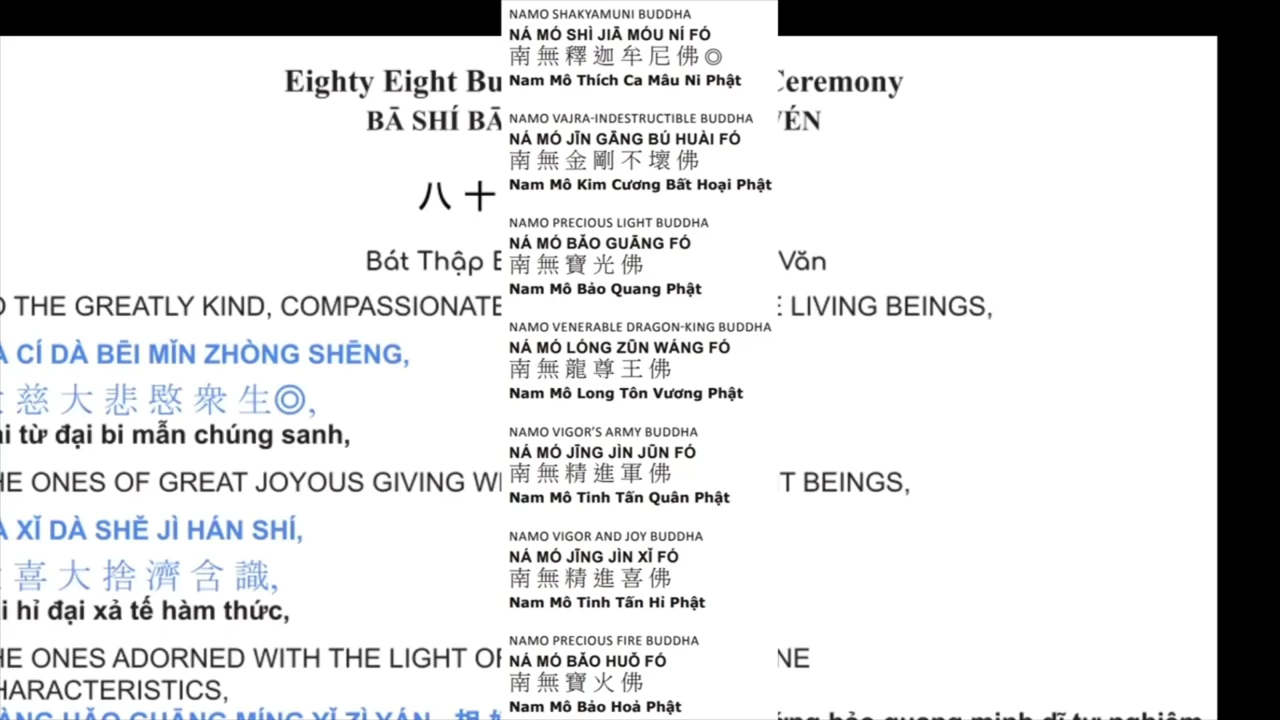 Eighty Eight Bu
Ceremony
BĀ SHÍ BĀ
VÉN
八 十
Bát Thập B
Văn
O THE GREATLY KIND, COMPASSIONATE
E LIVING BEINGS,
À CÍ DÀ BĒI MǏN ZHÒNG SHĒNG,
慈 大 悲 愍 衆 生◎,
ại từ đại bi mẫn chúng sanh,
HE ONES OF GREAT JOYOUS GIVING WI
T BEINGS,
À XǏ DÀ SHĚ JÌ HÁN SHÍ,
喜 大 捨 濟 含 識,
i hỉ đại xả tế hàm thức,
HE ONES ADORNED WITH THE LIGHT OF
NE
HARACTERISTICS,
NAMO SHAKYAMUNI BUDDHA
NÁ MÓ SHÌ JIĀ MÓU NÍ FÓ
南 無 釋 迦 牟 尼 佛 ◎
Nam Mô Thích Ca Mâu Ni Phật
NAMO VAJRA-INDESTRUCTIBLE BUDDHA
NÁ MÓ JĪN GĀNG BÚ HUÀI FÓ
南 無 金 剛 不 壞 佛
Nam Mô Kim Cương Bất Hoại Phật
NAMO PRECIOUS LIGHT BUDDHA
NÁ MÓ BǍO GUĀNG FÓ
南 無 寶 光 佛
Nam Mô Bảo Quang Phật
NAMO VENERABLE DRAGON-KING BUDDHA
NÁ MÓ LÓNG ZŪN WÁNG FÓ
南 無 龍 尊 王 佛
Nam Mô Long Tôn Vương Phật
NAMO VIGOR'S ARMY BUDDHA
NÁ MÓ JĪNG JÌN JŪN FÓ
南 無 精 進 軍 佛
Nam Mô Tinh Tấn Quân Phật
NAMO VIGOR AND JOY BUDDHA
NÁ MÓ JĪNG JÌN XǏ FÓ
南 無 精 進 喜 佛
Nam Mô Tinh Tấn Hỉ Phật
NAMO PRECIOUS FIRE BUDDHA
NÁ MÓ BǍO HUǑ FÓ
南 無 寶 火 佛
Nam Mô Bảo Hoả Phật